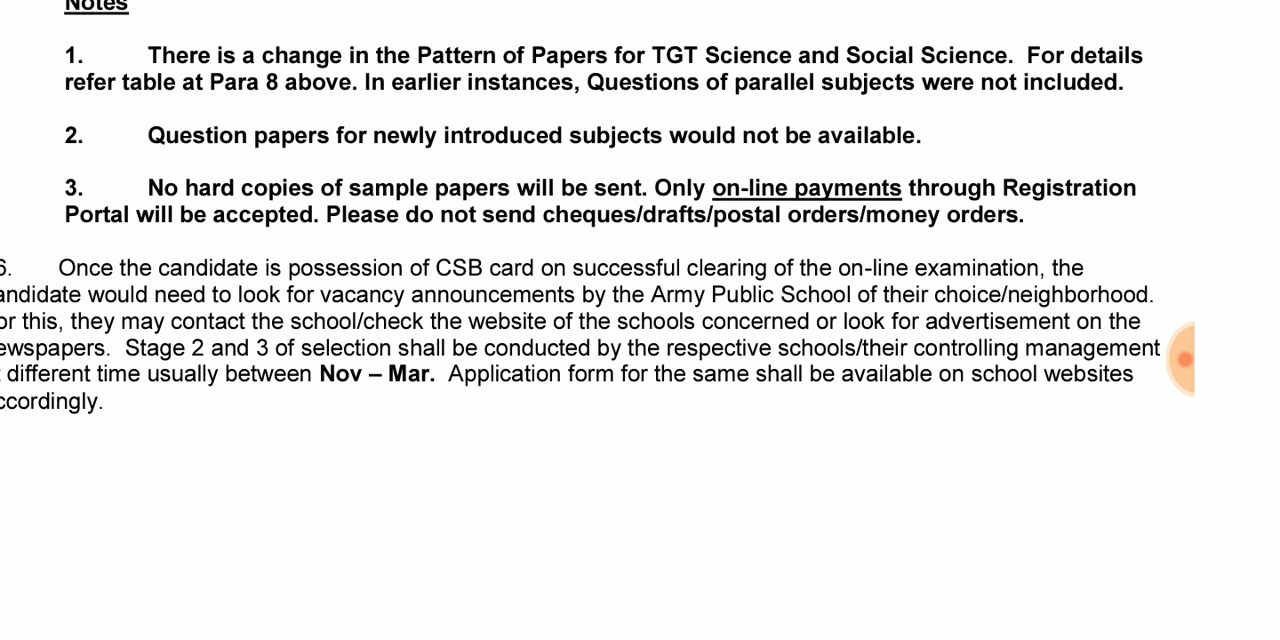 Notes
1. There is a change in the Pattern of Papers for TGT Science and Social Science. For details
refer table at Para 8 above. In earlier instances, Questions of parallel subjects were not included.
2. Question papers for newly introduced subjects would not be available.
3. No hard copies of sample papers will be sent. Only on-line payments through Registration
Portal will be accepted. Please do not send cheques/drafts/postal orders/money orders.
6. Once the candidate is possession of CSB card on successful clearing of the on-line examination, the
andidate would need to look for vacancy announcements by the Army Public School of their choice/neighborhood.
or this, they may contact the school/check the website of the schools concerned or look for advertisement on the
ewspapers. Stage 2 and 3 of selection shall be conducted by the respective schools/their controlling management
different time usually between Nov – Mar. Application form for the same shall be available on school websites
ccordingly.